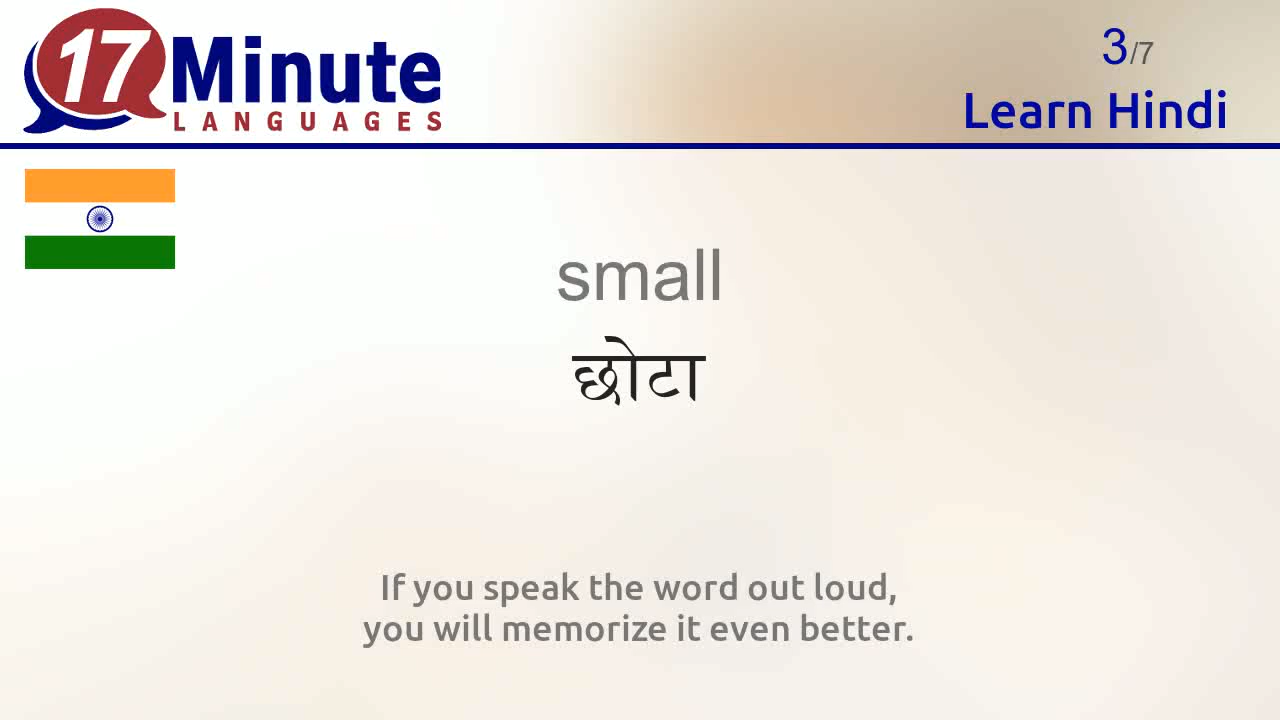 17 Minute
LANGUAGES
3/7
Learn Hindi
small
छोटा
If you speak the word out loud,
you will memorize it even better.